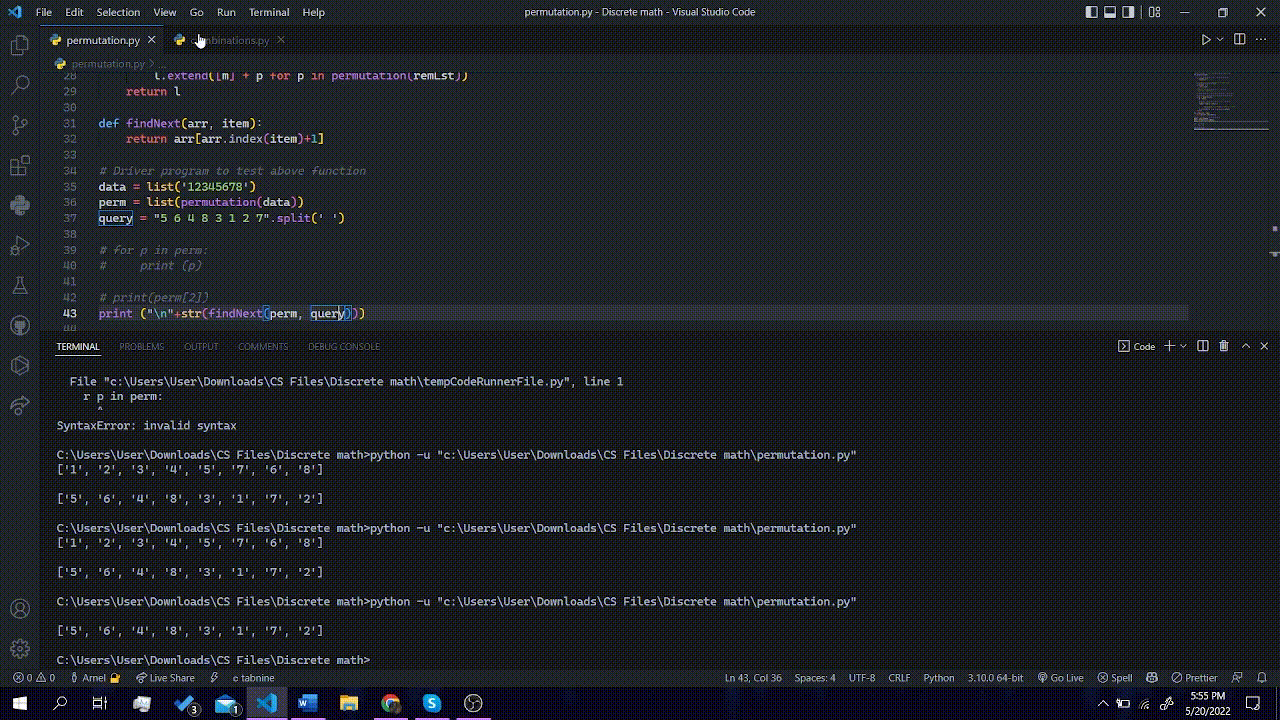 File Edit Selection View Go Run Terminal Help permutation.py - Discrete math - Visual Studio Code
permutation.py combinations.py
permutation.py > ...
28 l.extend([m] + p for p in permutation(remLst))
29 return l
30
31 def findNext(arr, item):
32 return arr[arr.index(item)+1]
33
34 # Driver program to test above function
35 data = list('12345678')
36 perm = list(permutation(data))
37 query = "5 6 4 8 3 1 2 7".split(' ')
38
39 # for p in perm:
40 # print (p)
41
42 # print(perm[2])
43 print ("\n"+str(findNext(perm, query)))
44
TERMINAL PROBLEMS OUTPUT COMMENTS DEBUG CONSOLE Code
File "c:\Users\User\Downloads\CS Files\Discrete math\tempCodeRunnerFile.py", line 1
r p in perm:
^
SyntaxError: invalid syntax
C:\Users\User\Downloads\CS Files\Discrete math>python -u "c:\Users\User\Downloads\CS Files\Discrete math\permutation.py"
['1', '2', '3', '4', '5', '7', '6', '8']
['5', '6', '4', '8', '3', '1', '7', '2']
C:\Users\User\Downloads\CS Files\Discrete math>python -u "c:\Users\User\Downloads\CS Files\Discrete math\permutation.py"
['1', '2', '3', '4', '5', '7', '6', '8']
['5', '6', '4', '8', '3', '1', '7', '2']
C:\Users\User\Downloads\CS Files\Discrete math>python -u "c:\Users\User\Downloads\CS Files\Discrete math\permutation.py"
['5', '6', '4', '8', '3', '1', '7', '2']
C:\Users\User\Downloads\CS Files\Discrete math>
0 0 Arnel Live Share tabnine Ln 43, Col 36 Spaces: 4 UTF-8 CRLF Python 3.10.0 64-bit Go Live Spell Prettier
3 1 5:55 PM
5/20/2022